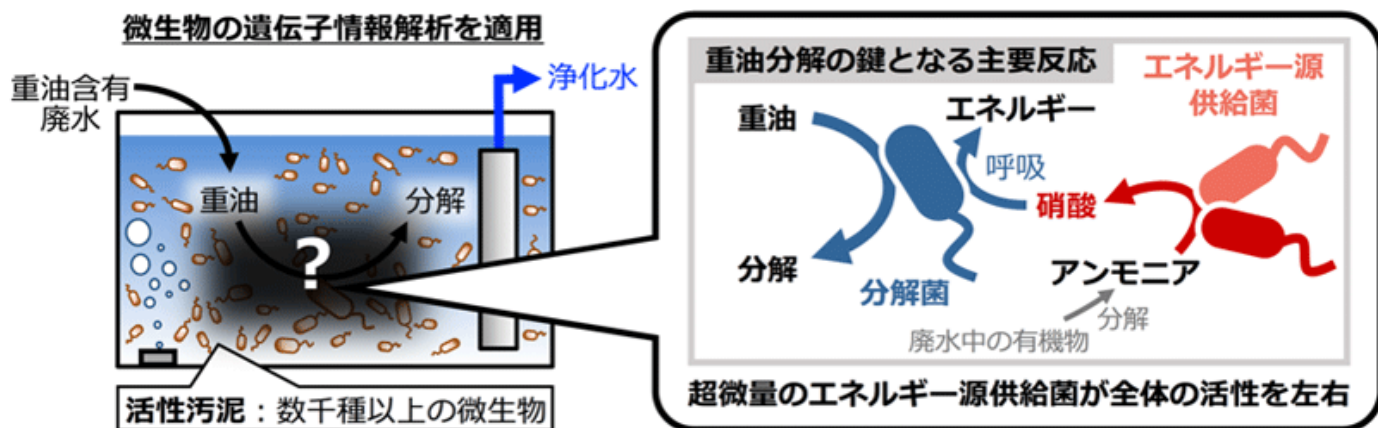 微生物の遺伝子情報解析を適用
重油含有
廃水
浄化水
重油
分解
?
活性汚泥：数千種以上の微生物
重油分解の鍵となる主要反応
エネルギー源
供給菌
重油
エネルギー
呼吸
硝酸
分解
分解菌
アンモニア
分解
廃水中の有機物
超微量のエネルギー源供給菌が全体の活性を左右